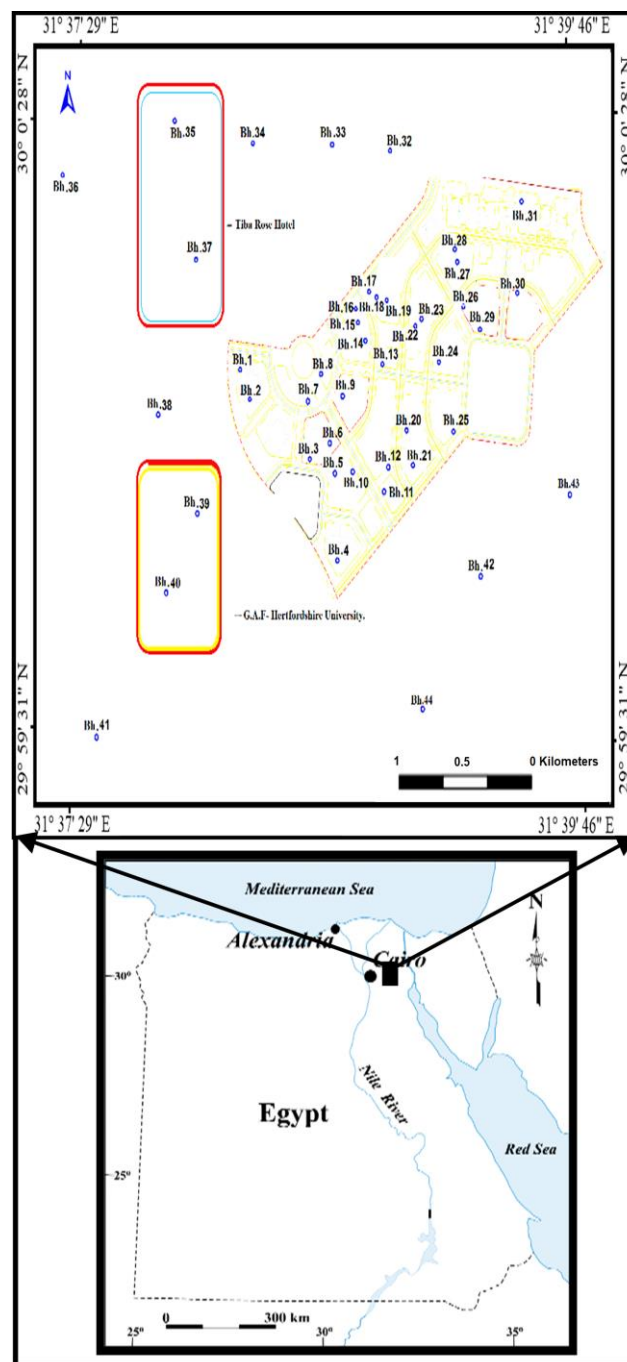 31° 37' 29" E
31° 39' 46" E
30° 0' 28" N
30° 0' 28" N
N
Bh.35
Bh.34
Bh.33
Bh.32
Bh.36
Bh.31
Tiba Rose Hotel
Bh.37
Bh.28
Bh.27
Bh.17
Bh.30
Bh.16
Bh.18
Bh.19
Bh.26
Bh.15
Bh.23
Bh.22
Bh.29
Bh.14
Bh.1
Bh.8
Bh.13
Bh.24
Bh.2
Bh.7
Bh.9
Bh.38
Bh.20
Bh.25
Bh.6
Bh.3
Bh.5
Bh.12
Bh.21
Bh.10
Bh.11
Bh.43
Bh.39
Bh.4
Bh.42
Bh.40
G.A.F- Hertfordshire University.
Bh.44
Bh.41
29° 59' 31" N
29° 59' 31" N
1 0.5 0 Kilometers
31° 37' 29" E
31° 39' 46" E
Mediterranean Sea
N
Alexandria
Cairo
30°
Nile River
Egypt
Red Sea
25°
0 300 km
25° 30° 35°